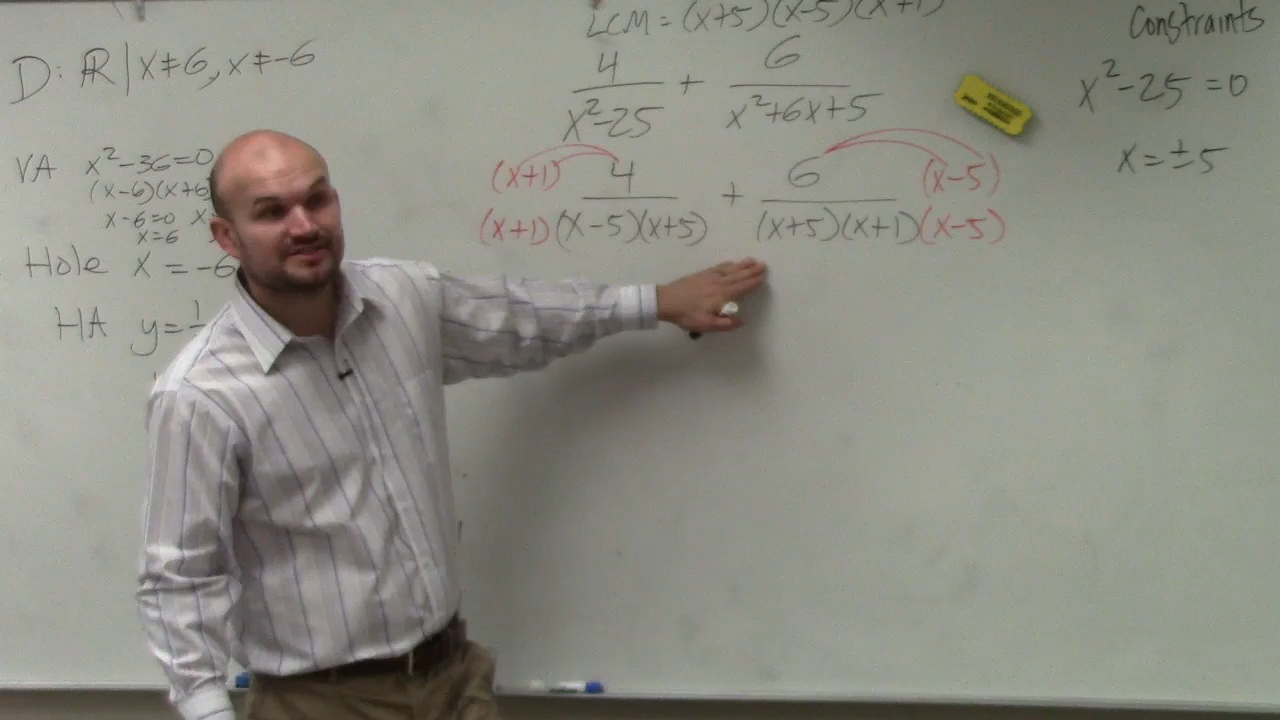 D: ℝ | x≠6, x≠-6
VA x²-36=0
(x-6)(x+6)
x-6=0 x
x=6
Hole x = -6
HA y=1
LCM = (x+5)(x-5)(x+1)
4/(x²-25) + 6/(x²+6x+5)
(x+1) 4 + 6 (x-5)
(x+1)(x-5)(x+5) (x+5)(x+1)(x-5)
Constraints
x²-25=0
x=±5